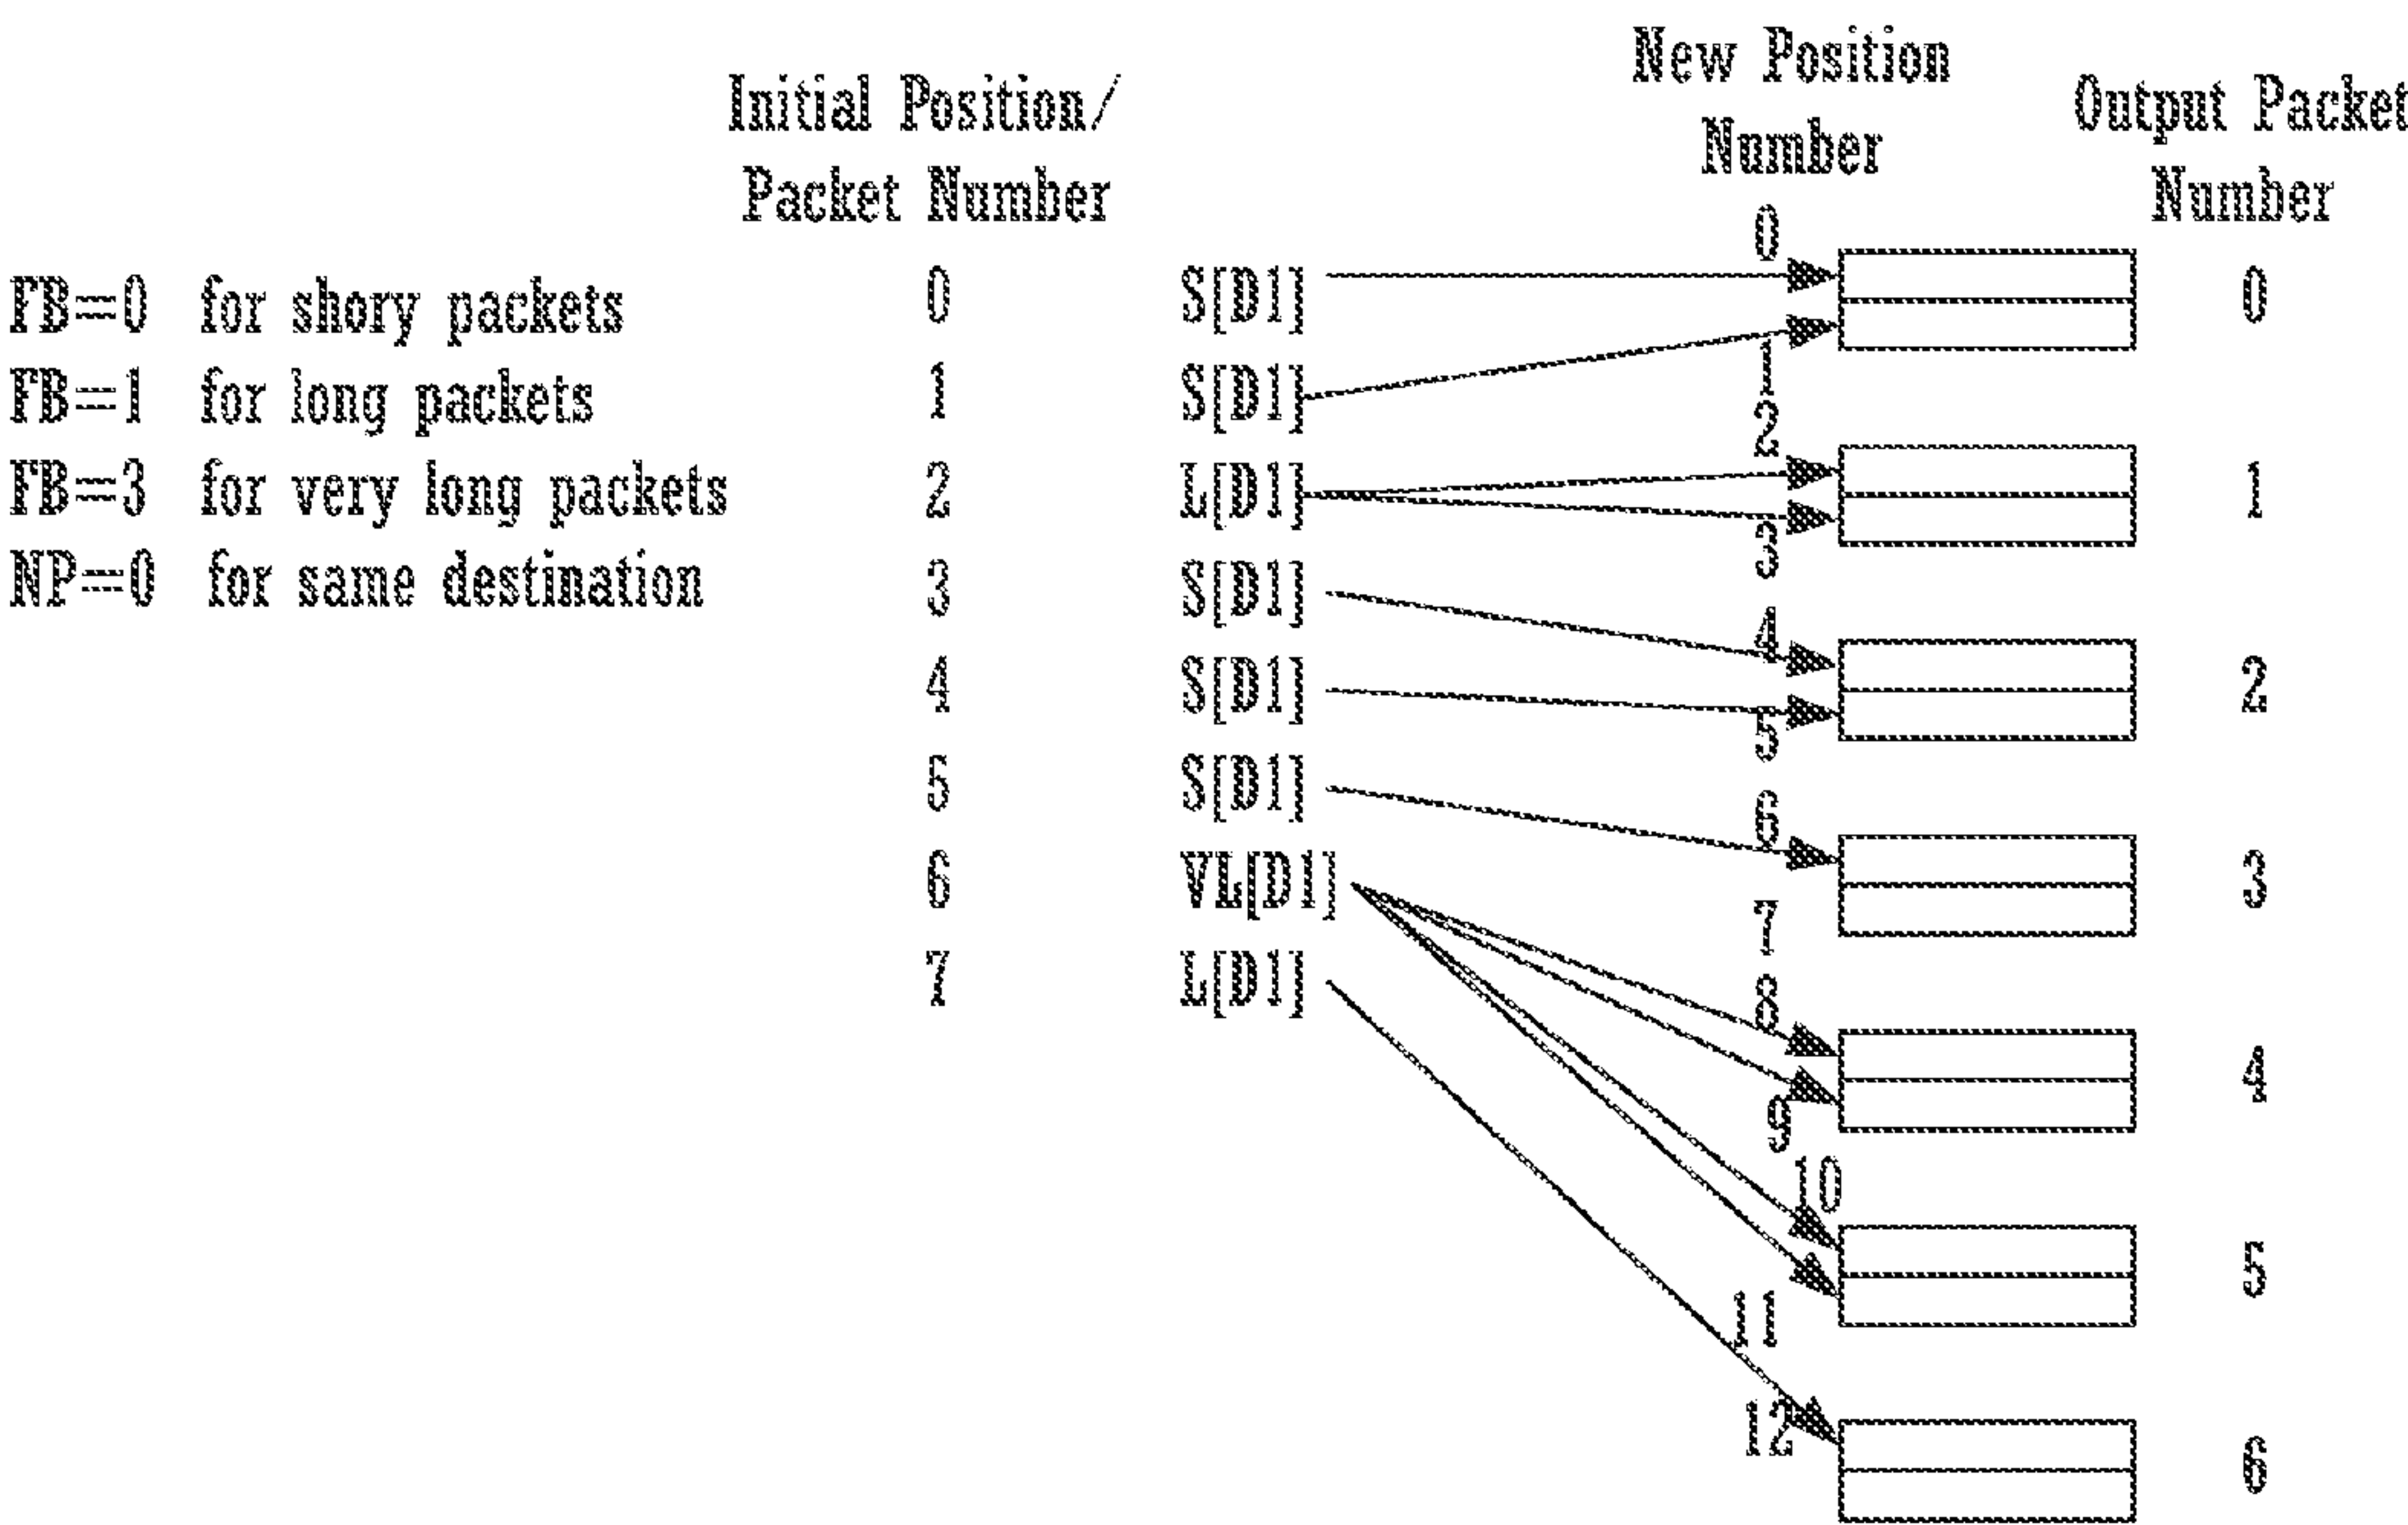 Initial Position/
Packet Number
New Position
Number
Output Packet
Number
FB=0 for shory packets
FB=1 for long packets
FB=3 for very long packets
NP=0 for same destination
0
1
2
3
4
5
6
7
S[D1]
S[D1]
L[D1]
S[D1]
S[D1]
S[D1]
VL[D1]
L[D1]
0
1
2
3
4
5
6
7
8
9
10
11
12
0
1
2
3
4
5
6